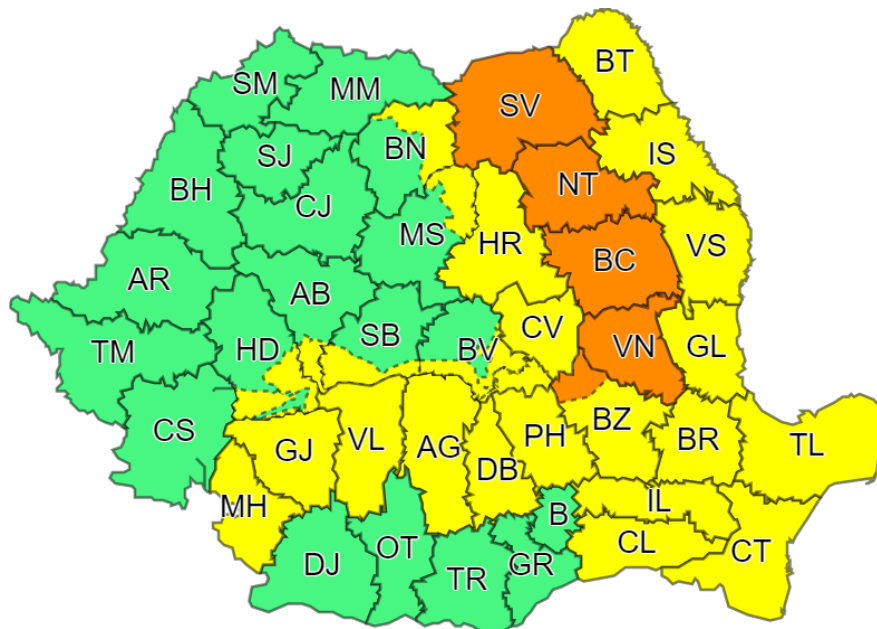 BT
SM
MM
SV
BN
SJ
IS
BH
NT
CJ
MS
HR
VS
BC
AR
AB
CV
SB
TM
HD
BV
VN
GL
CS
BZ
PH
VL
AG
GJ
BR
TL
DB
MH
IL
B
OT
CL
CT
DJ
GR
TR